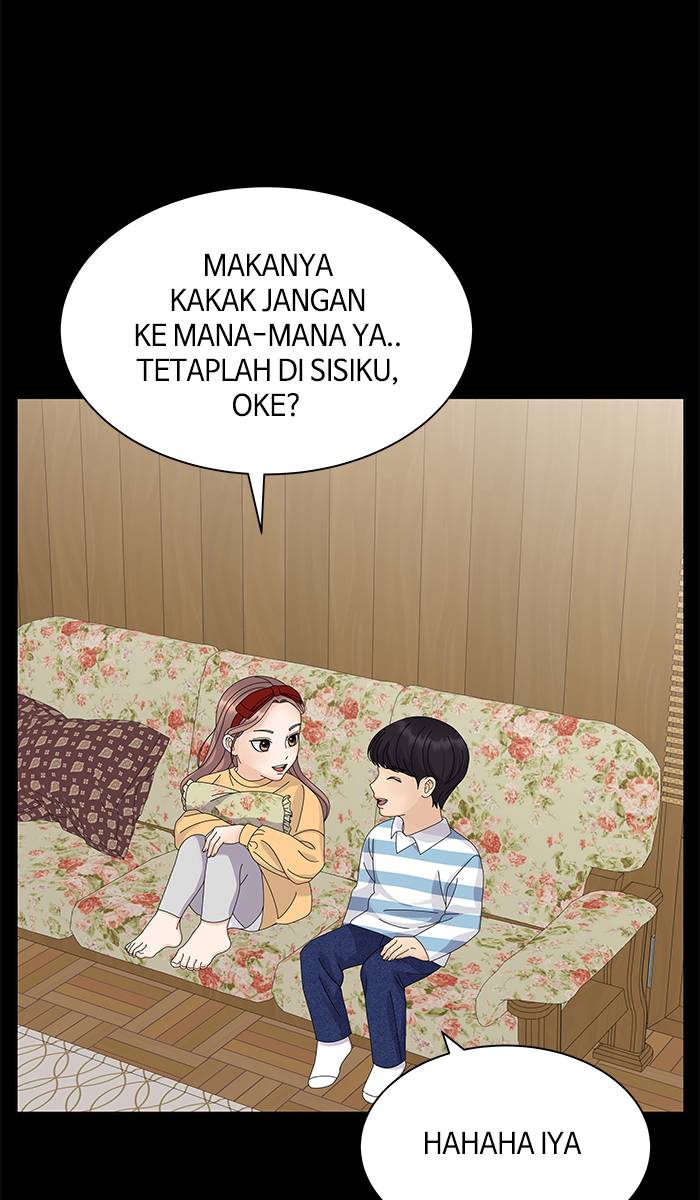 MAKANYA
KAKAK JANGAN
KE MANA-MANA YA..
TETAPLAH DI SISIKU,
OKE?
HAHAHA IYA